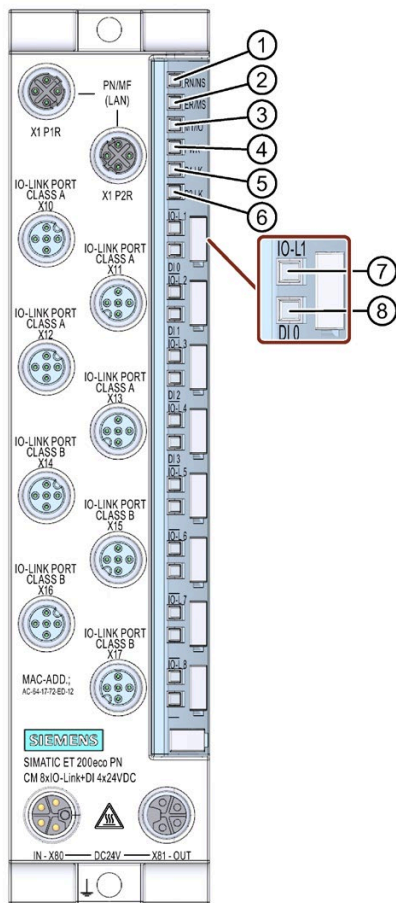 PN/MF
(LAN)
X1 P1R
X1 P2R
IO-LINK PORT
CLASS A
X10
IO-LINK PORT
CLASS A
X11
IO-LINK PORT
CLASS A
X12
IO-LINK PORT
CLASS A
X13
IO-LINK PORT
CLASS B
X14
IO-LINK PORT
CLASS B
X15
IO-LINK PORT
CLASS B
X16
IO-LINK PORT
CLASS B
X17
MAC-ADD.;
AC-64-17-72-ED-12
SIEMENS
SIMATIC ET 200eco PN
CM 8xIO-Link+DI 4x24VDC
IN - X80 DC24V X81 - OUT
RN/NS
ER/MS
IO-L1
DI 0
IO-L2
DI 1
IO-L3
DI 2
IO-L4
DI 3
IO-L5
IO-L6
IO-L7
IO-L8
1
2
3
4
5
6
IO-L1
DI 0
7
8